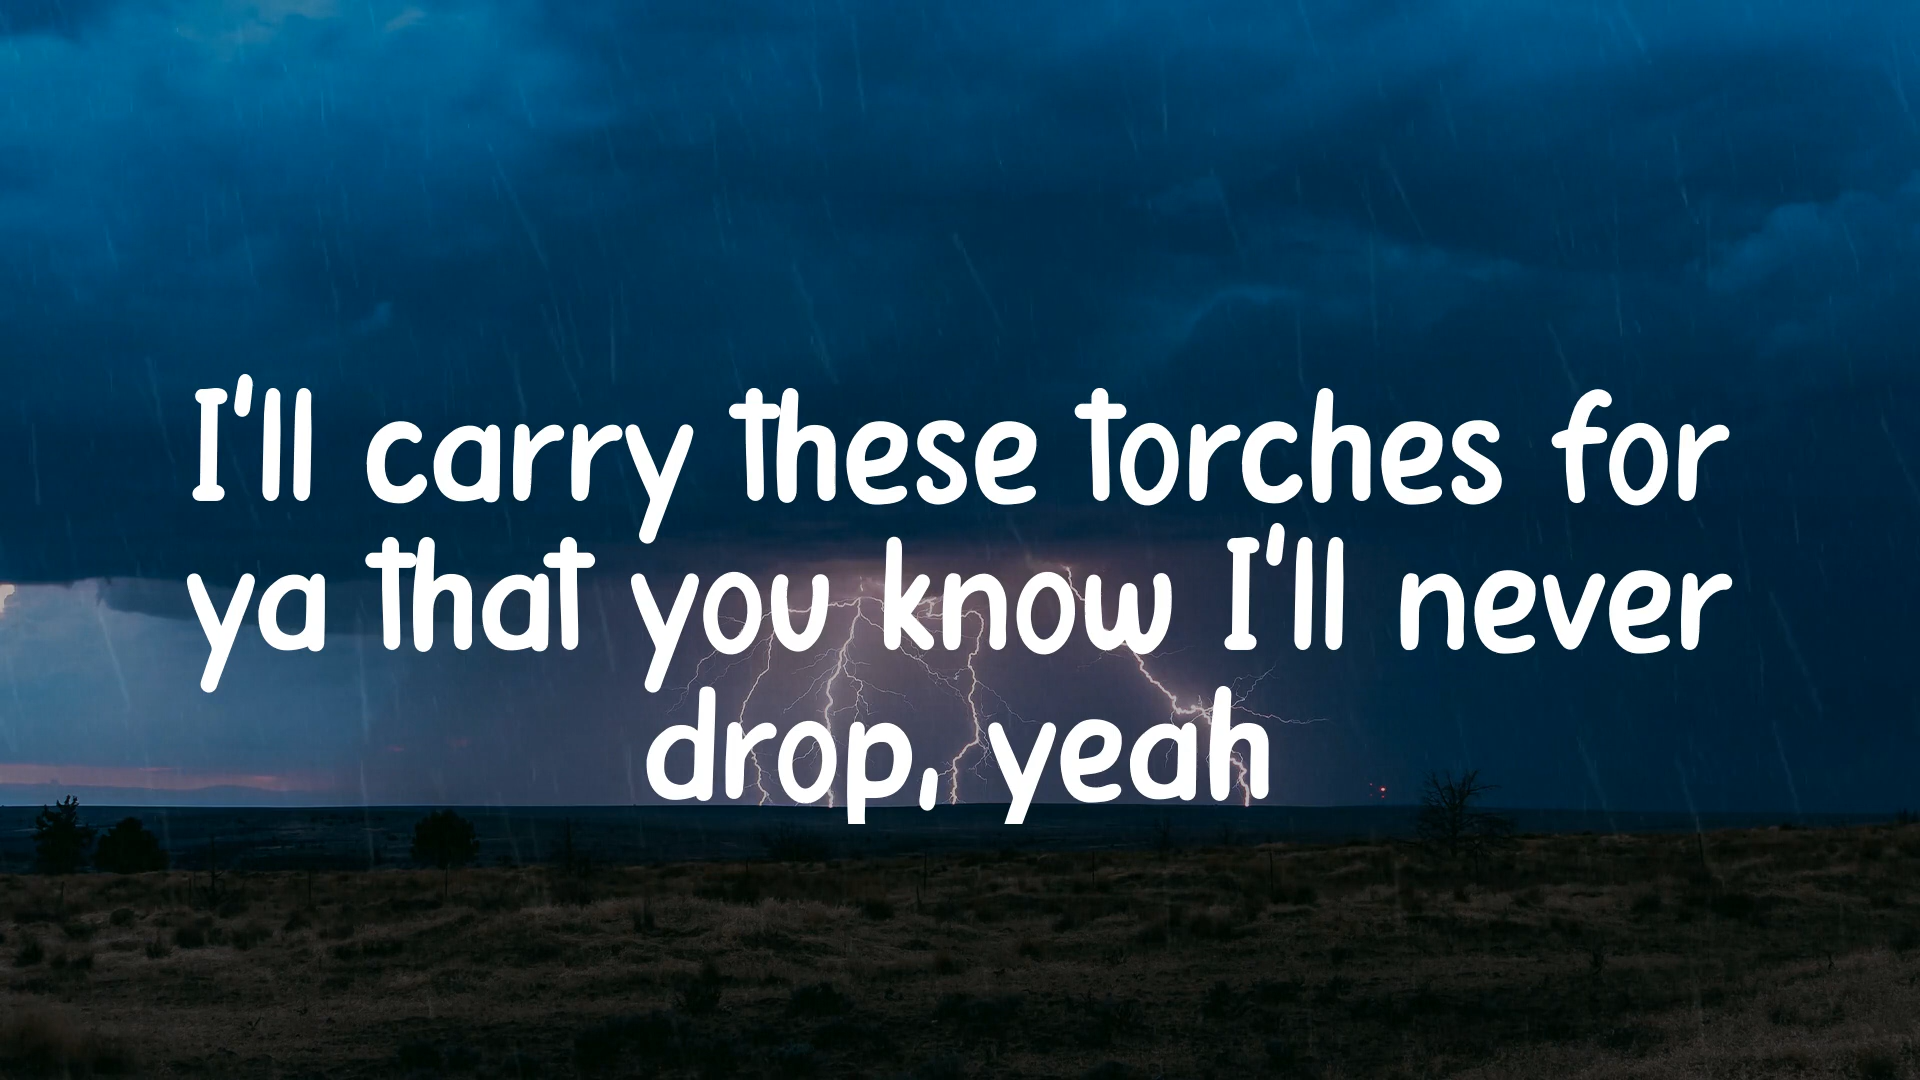 I'll carry these torches for
ya that you know I'll never
drop, yeah